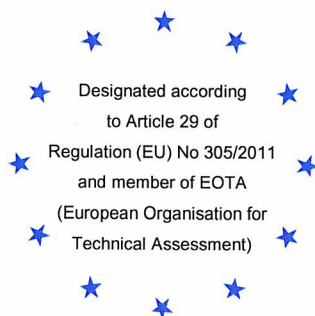 Designated according
to Article 29 of
Regulation (EU) No 305/2011
and member of EOTA
(European Organisation for
Technical Assessment)